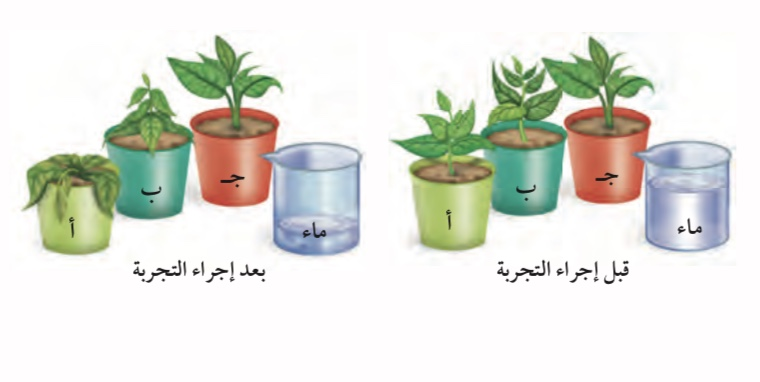 جـ
ب
أ
ماء
قبل إجراء التجربة
جـ
ب
أ
ماء
بعد إجراء التجربة